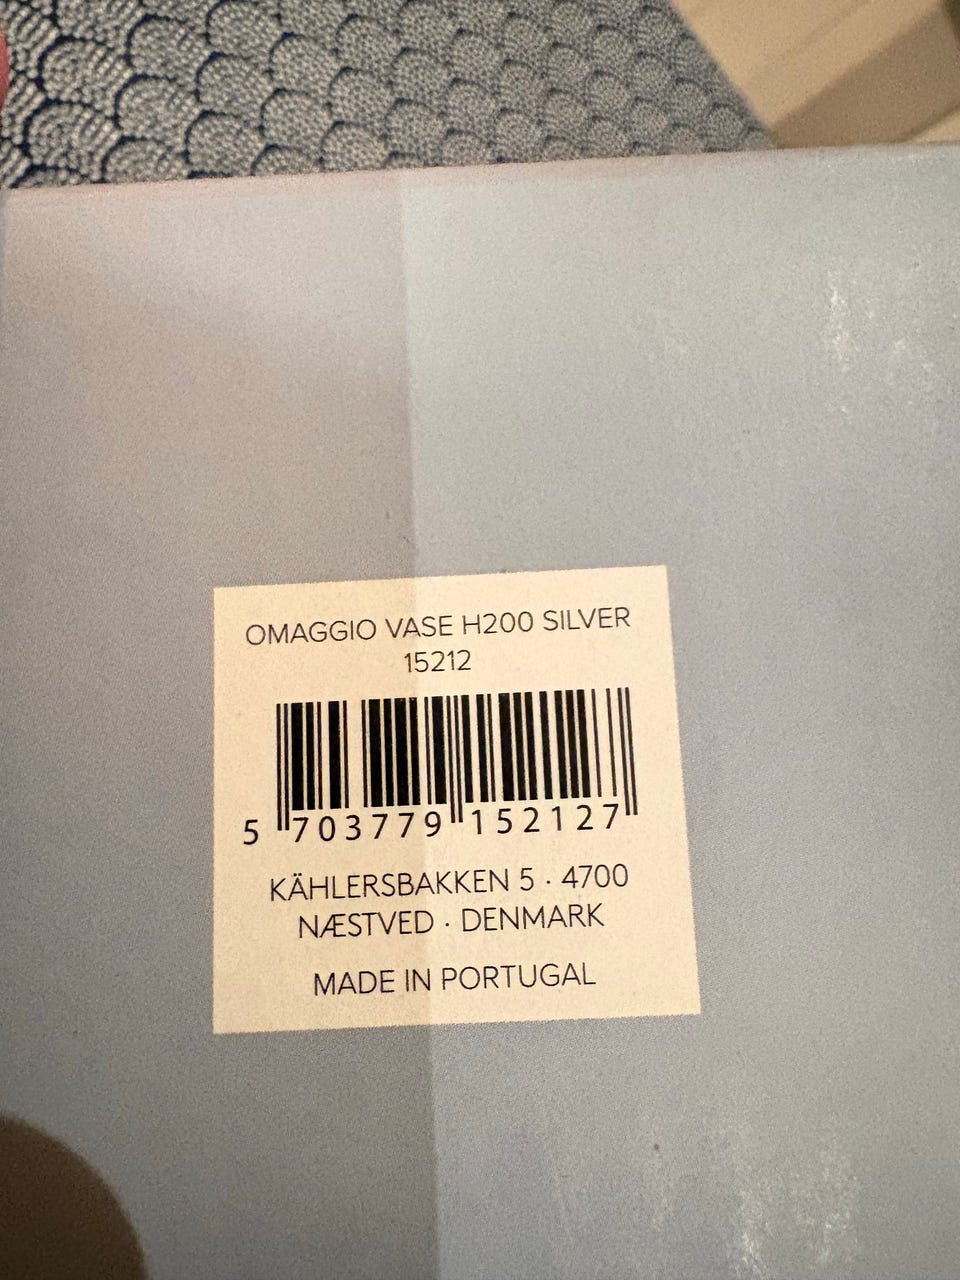 OMAGGIO VASE H200 SILVER
15212
5 703779 152127
KÄHLERSBAKKEN 5 · 4700
NÆSTVED · DENMARK
MADE IN PORTUGAL